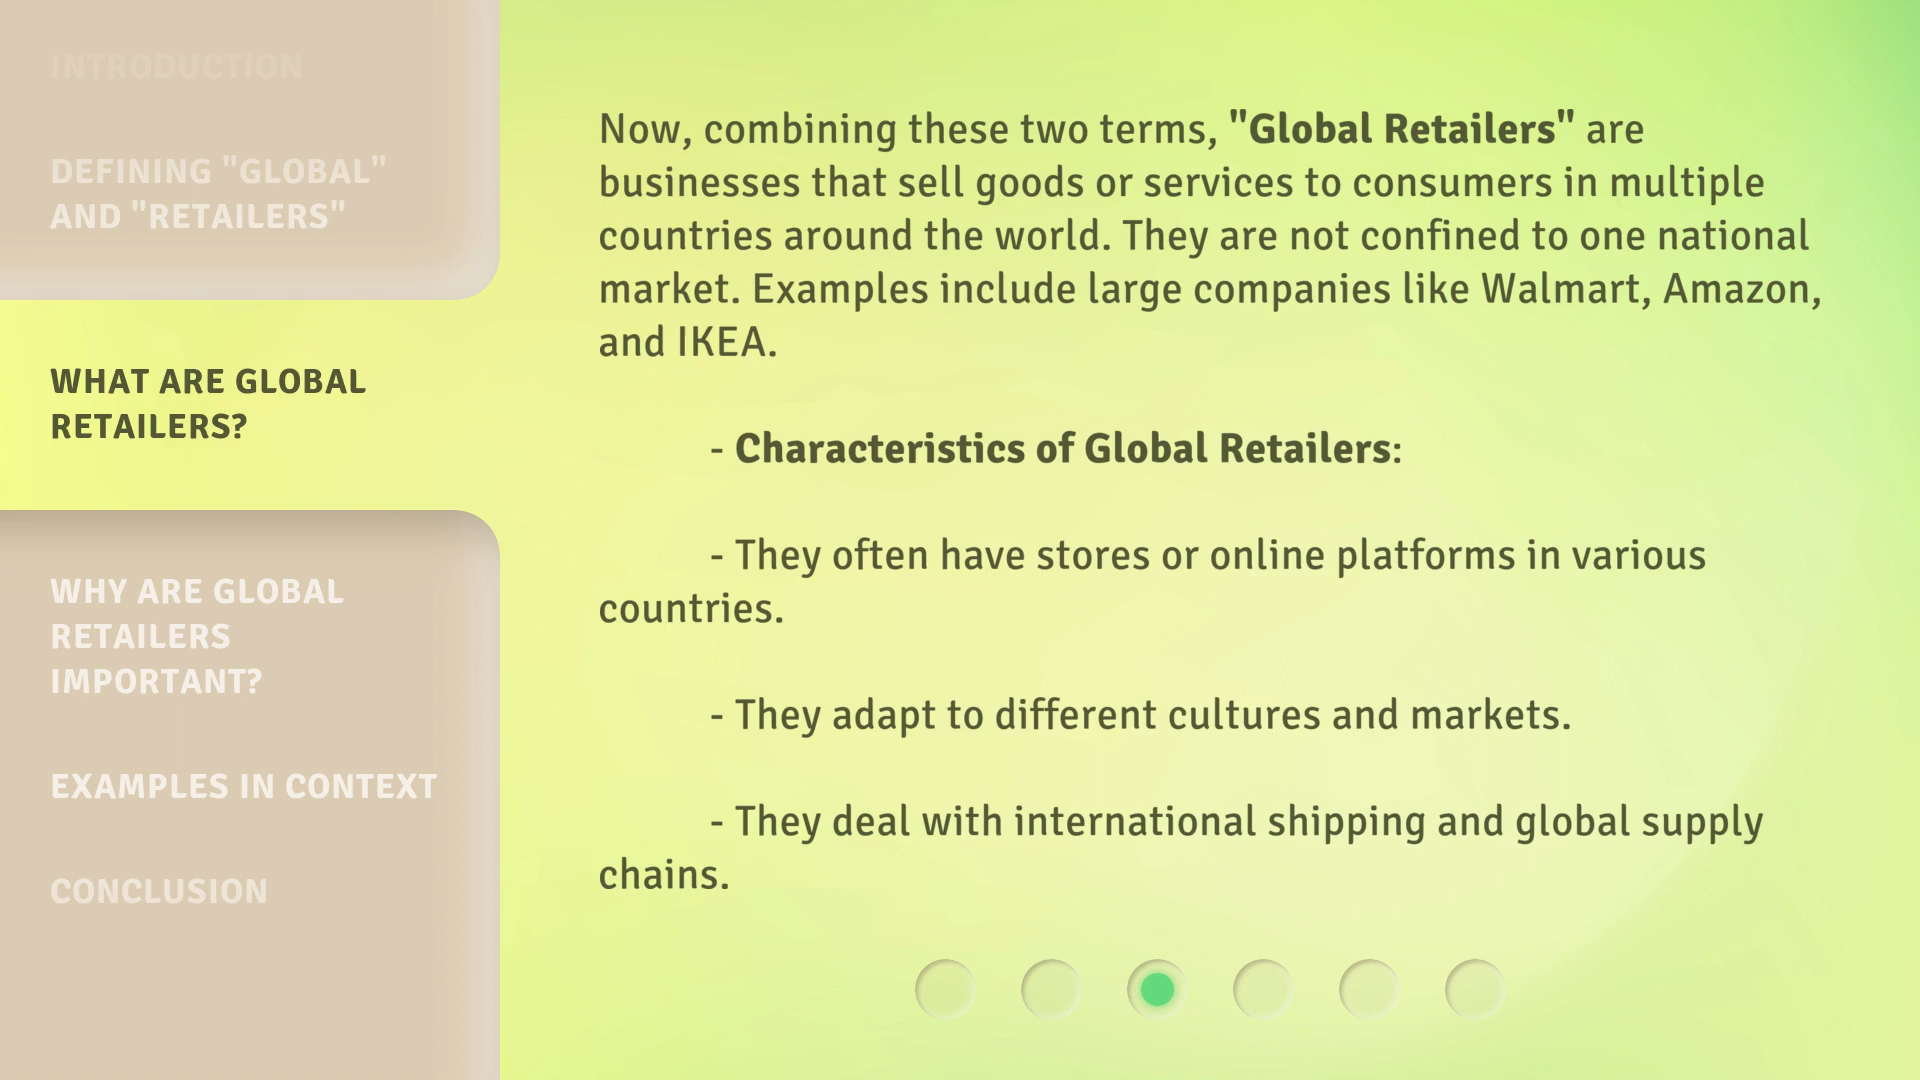 INTRODUCTION
DEFINING "GLOBAL"
AND "RETAILERS"
WHAT ARE GLOBAL
RETAILERS?
WHY ARE GLOBAL
RETAILERS
IMPORTANT?
EXAMPLES IN CONTEXT
CONCLUSION
Now, combining these two terms, "Global Retailers" are
businesses that sell goods or services to consumers in multiple
countries around the world. They are not confined to one national
market. Examples include large companies like Walmart, Amazon,
and IKEA.
- Characteristics of Global Retailers:
- They often have stores or online platforms in various
countries.
- They adapt to different cultures and markets.
- They deal with international shipping and global supply
chains.